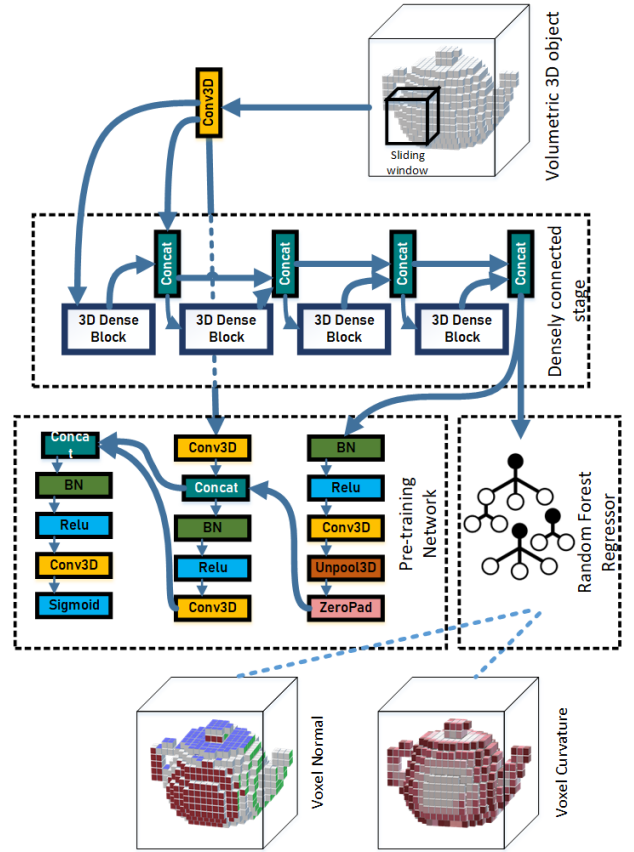 Volumetric 3D object
Sliding
window
Conv3D
Concat
Concat
Concat
Concat
3D Dense
Block
3D Dense
Block
3D Dense
Block
3D Dense
Block
Densely connected
stage
Conca
t
BN
Relu
Conv3D
Sigmoid
Conv3D
Concat
BN
Relu
Conv3D
BN
Relu
Conv3D
Unpool3D
ZeroPad
Pre-training
Network
Random Forest
Regressor
Voxel Normal
Voxel Curvature